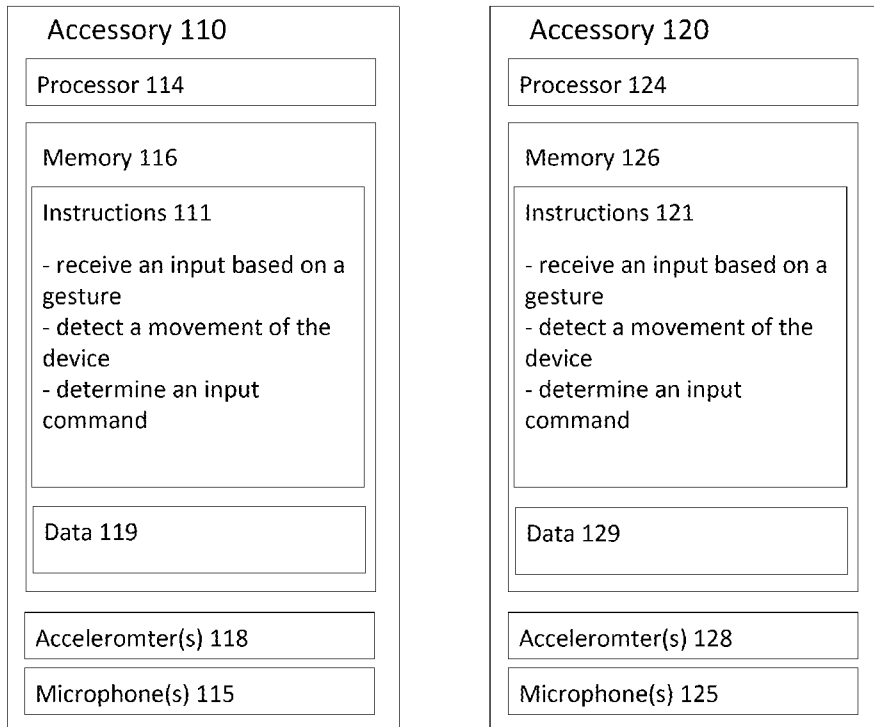 Accessory 110
Processor 114
Memory 116
Instructions 111
- receive an input based on a
gesture
- detect a movement of the
device
- determine an input
command
Data 119
Acceleromter(s) 118
Microphone(s) 115
Accessory 120
Processor 124
Memory 126
Instructions 121
- receive an input based on a
gesture
- detect a movement of the
device
- determine an input
command
Data 129
Acceleromter(s) 128
Microphone(s) 125